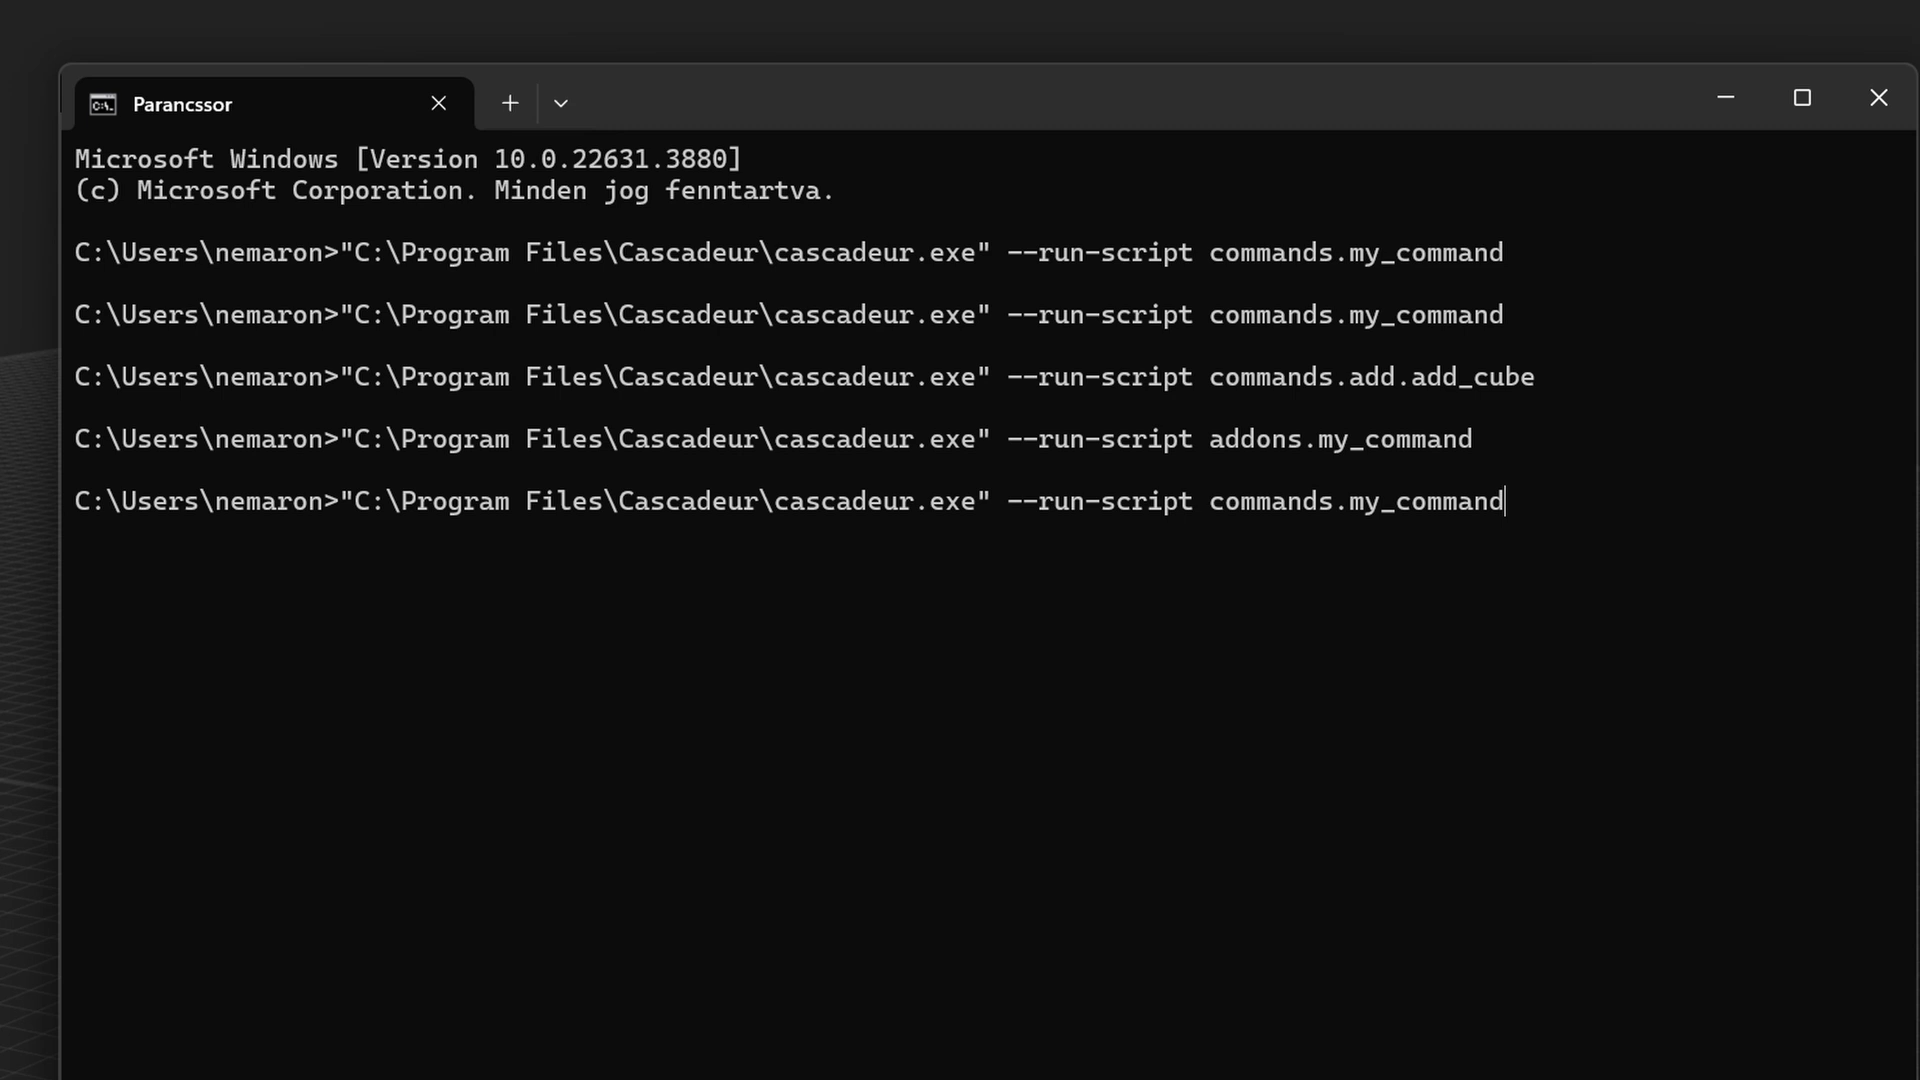 Parancssor
Microsoft Windows [Version 10.0.22631.3880]
(c) Microsoft Corporation. Minden jog fenntartva.
C:\Users\nemaron>"C:\Program Files\Cascadeur\cascadeur.exe" --run-script commands.my_command
C:\Users\nemaron>"C:\Program Files\Cascadeur\cascadeur.exe" --run-script commands.my_command
C:\Users\nemaron>"C:\Program Files\Cascadeur\cascadeur.exe" --run-script commands.add.add_cube
C:\Users\nemaron>"C:\Program Files\Cascadeur\cascadeur.exe" --run-script addons.my_command
C:\Users\nemaron>"C:\Program Files\Cascadeur\cascadeur.exe" --run-script commands.my_command